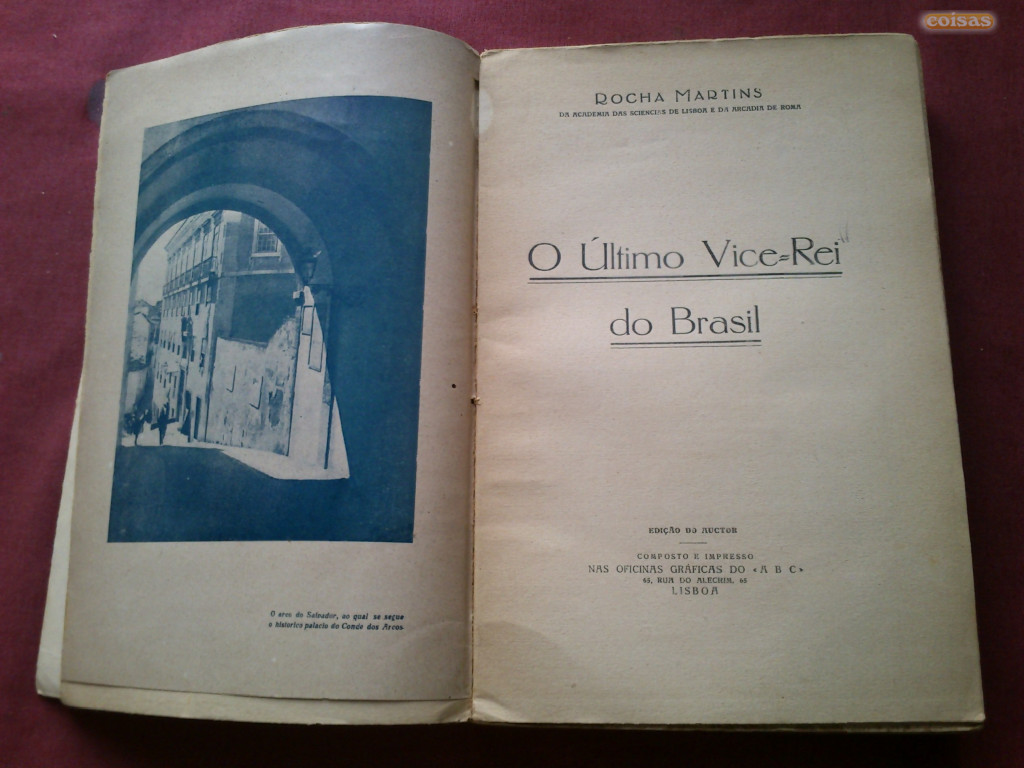 coisas
O arco do Salvador, ao qual se segue
o historico palacio do Conde dos Arcos
ROCHA MARTINS
DA ACADEMIA DAS SCIENCIAS DE LISBOA E DA ARCADIA DE ROMA
O Último Vice-Rei
do Brasil
EDIÇÃO DO AUCTOR
COMPOSTO E IMPRESSO
NAS OFICINAS GRÁFICAS DO «A B C»
65, RUA DO ALECRIM, 65
LISBOA